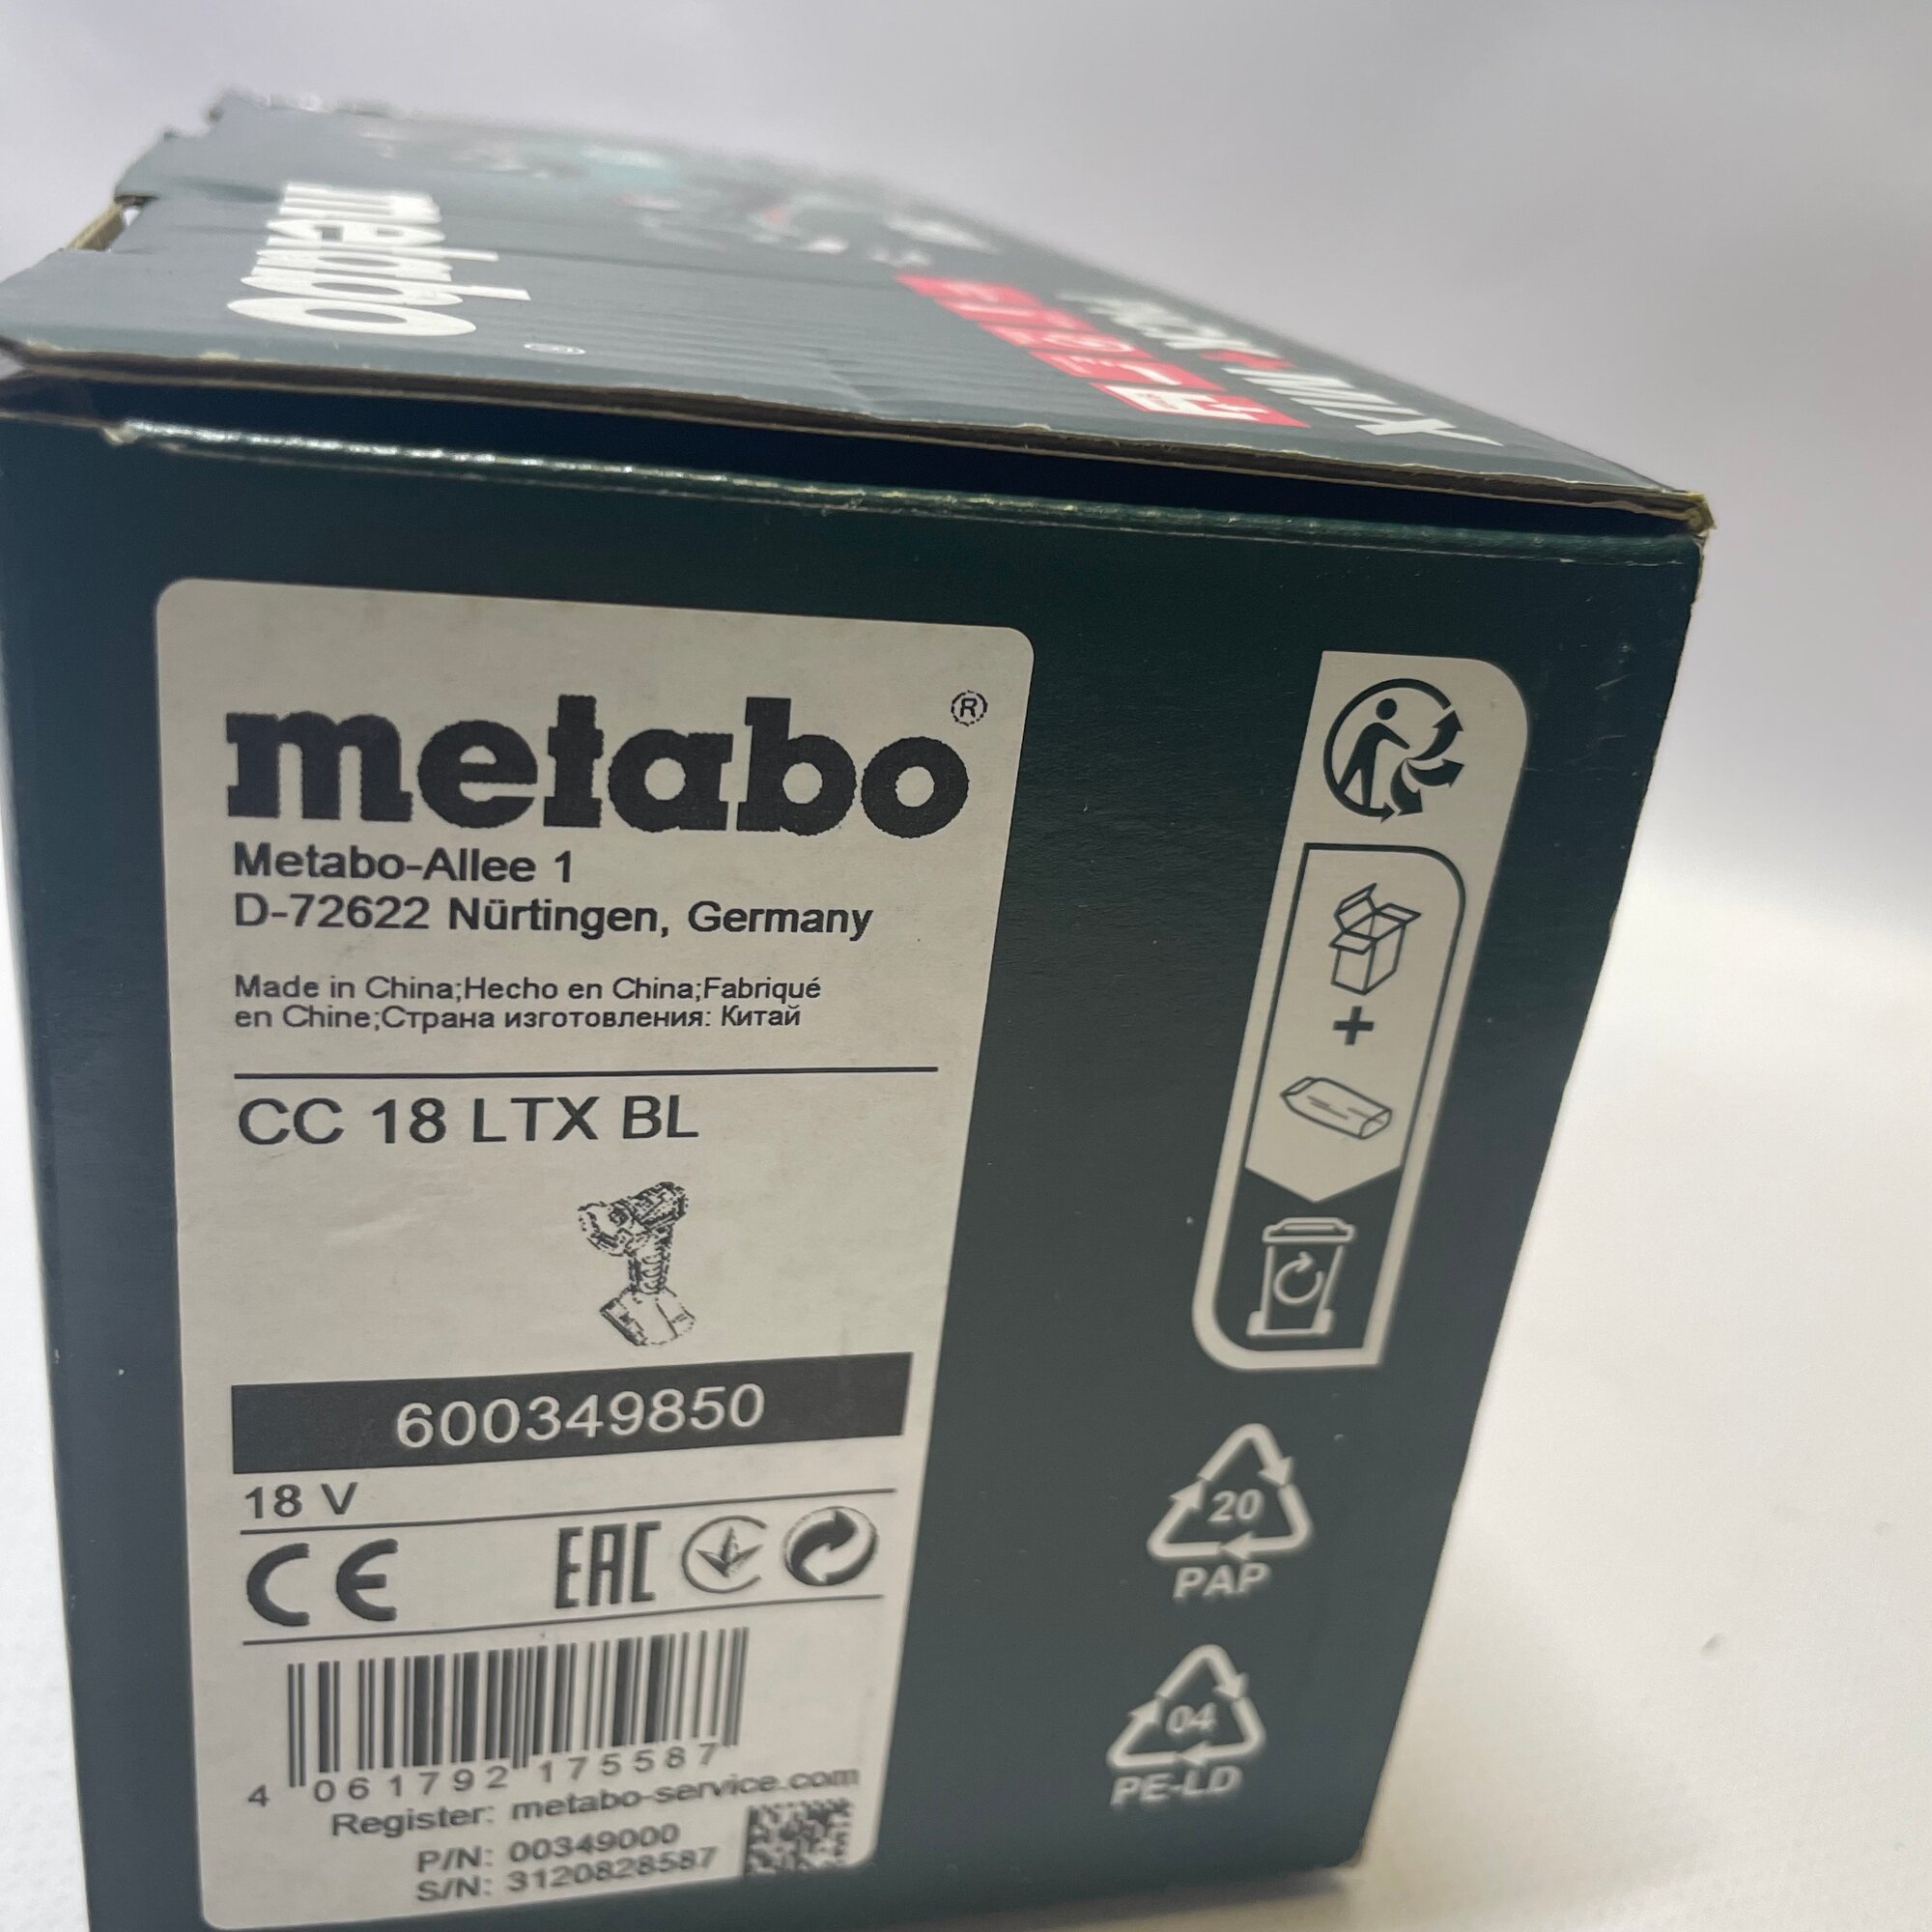 metabo
PICK+MIX
metabo®
Metabo-Allee 1
D-72622 Nürtingen, Germany
Made in China;Hecho en China;Fabriqué
en Chine;Страна изготовления: Китай
CC 18 LTX BL
600349850
18 V
CE EAC
4 061792 175587
Register: metabo-service.com
P/N: 00349000
S/N: 3120828587
20
PAP
04
PE-LD